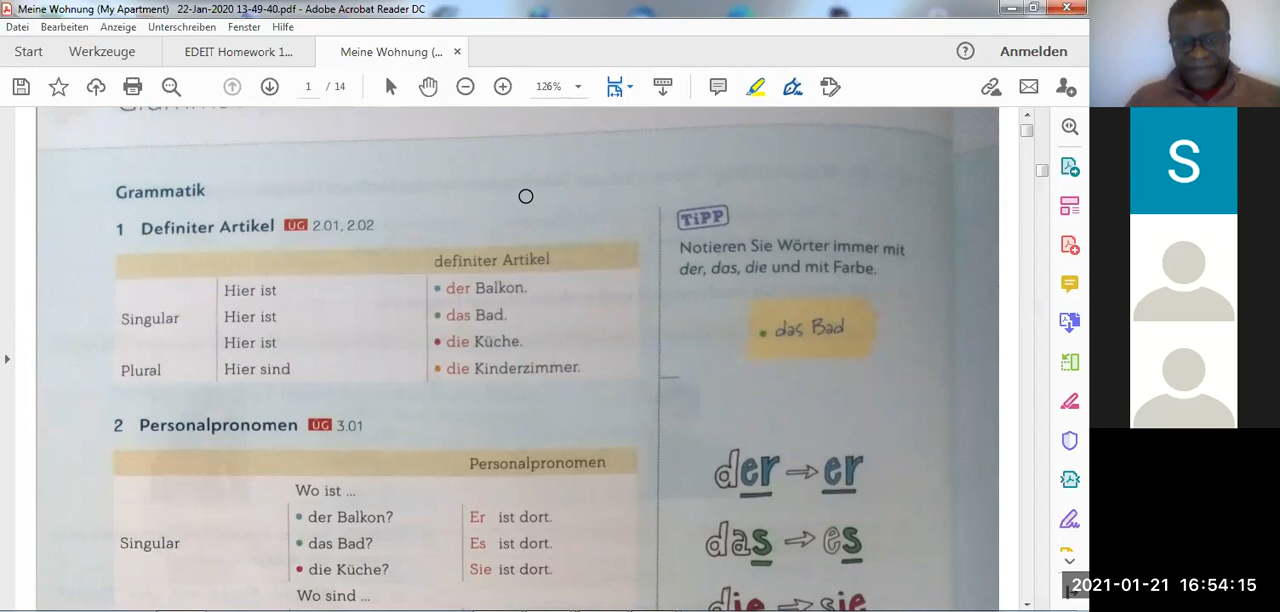 Meine Wohnung (My Apartment) 22-Jan-2020 13-49-40.pdf - Adobe Acrobat Reader DC
Datei Bearbeiten Anzeige Unterschreiben Fenster Hilfe
Start Werkzeuge EDEIT Homework 1... Meine Wohnung (... × Anmelden
1 / 14 126%
Grammatik
1 Definiter Artikel UG 2.01, 2.02
definiter Artikel
Singular
Hier ist • der Balkon.
Hier ist • das Bad.
Hier ist • die Küche.
Plural Hier sind • die Kinderzimmer.
TiPP
Notieren Sie Wörter immer mit
der, das, die und mit Farbe.
• das Bad
2 Personalpronomen UG 3.01
Personalpronomen
Wo ist ...
Singular
• der Balkon? Er ist dort.
• das Bad? Es ist dort.
• die Küche? Sie ist dort.
Wo sind ...
der → er
das → es
die → sie
S
2021-01-21 16:54:15